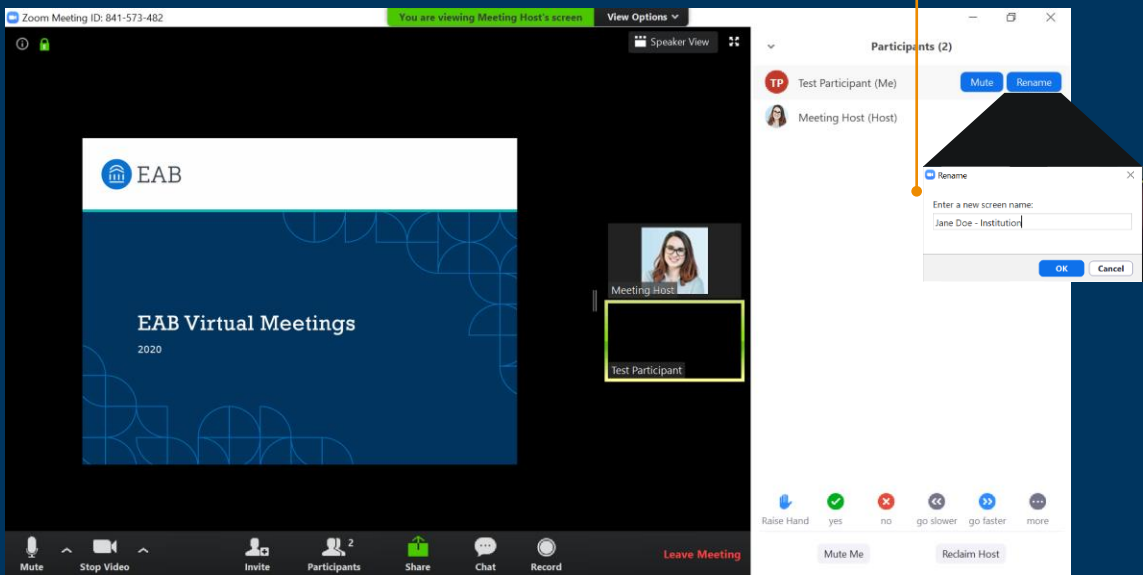 Zoom Meeting ID: 841-573-482
You are viewing Meeting Host's screen
View Options
Speaker View
EAB
EAB Virtual Meetings
2020
Meeting Host
Test Participant
Mute
Stop Video
Invite
Participants
2
Share
Chat
Record
Leave Meeting
Participants (2)
TP
Test Participant (Me)
Mute
Rename
Meeting Host (Host)
Rename
Enter a new screen name:
Jane Doe - Institution
OK
Cancel
Raise Hand
yes
no
go slower
go faster
more
Mute Me
Reclaim Host